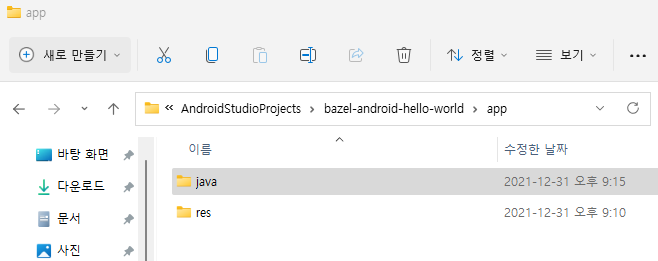 app
새로 만들기 정렬 보기
« AndroidStudioProjects > bazel-android-hello-world > app
바탕 화면
다운로드
문서
사진
이름 수정한 날짜
java 2021-12-31 오후 9:15
res 2021-12-31 오후 9:10